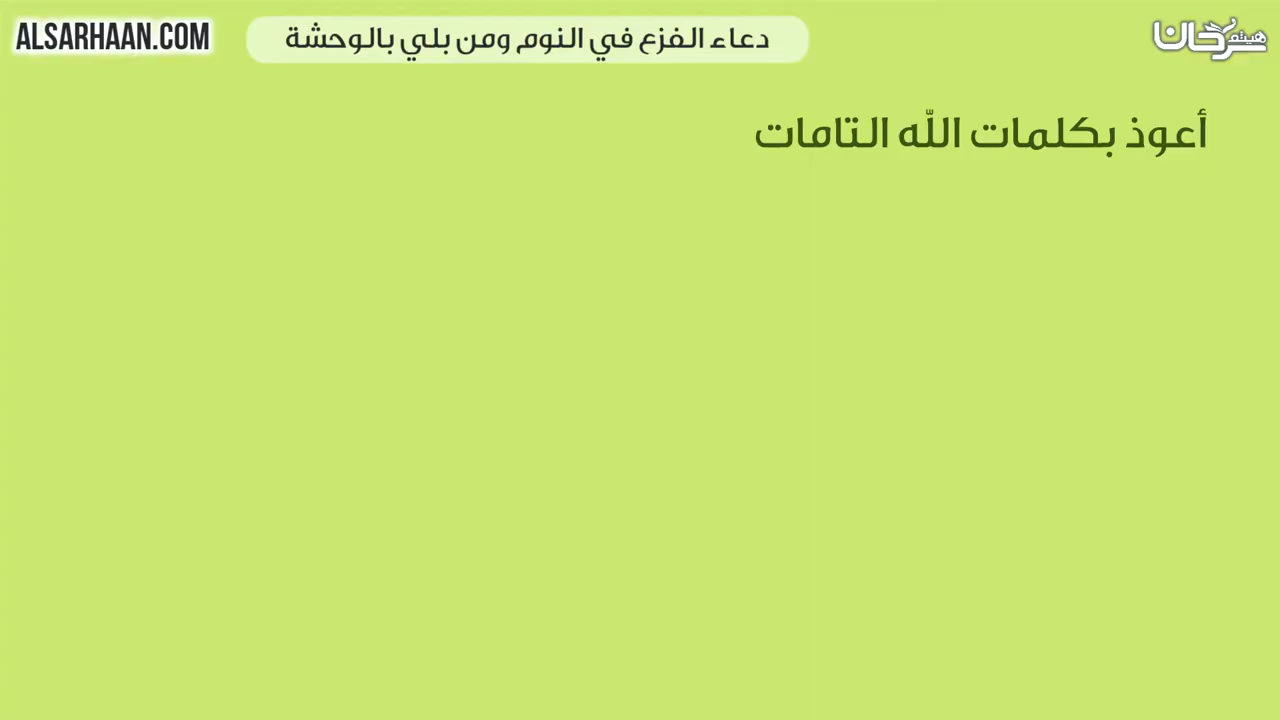 ALSARHAAN.COM
دعاء الفزع في النوم ومن بلي بالوحشة
هيثم سرحان
أعوذ بكلمات الله التامات